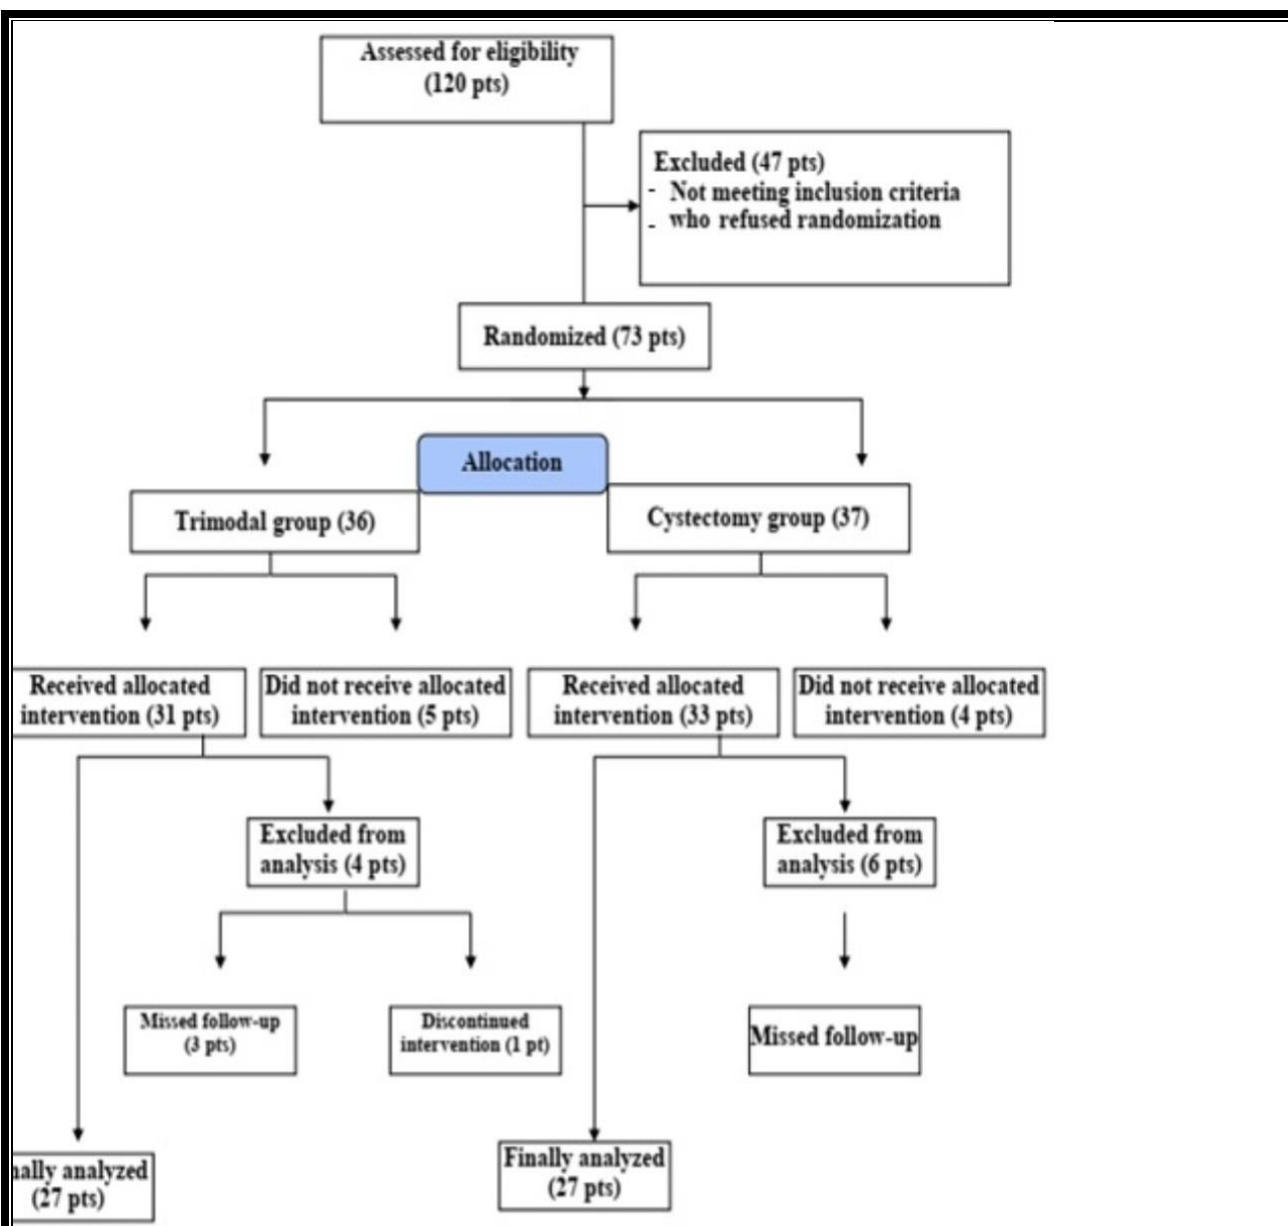 Assessed for eligibility
(120 pts)
Excluded (47 pts)
- Not meeting inclusion criteria
- who refused randomization
Randomized (73 pts)
Allocation
Trimodal group (36)
Cystectomy group (37)
Received allocated
intervention (31 pts)
Did not receive allocated
intervention (5 pts)
Received allocated
intervention (33 pts)
Did not receive allocated
intervention (4 pts)
Excluded from
analysis (4 pts)
Excluded from
analysis (6 pts)
Missed follow-up
(3 pts)
Discontinued
intervention (1 pt)
Missed follow-up
analyzed
(27 pts)
Finally analyzed
(27 pts)